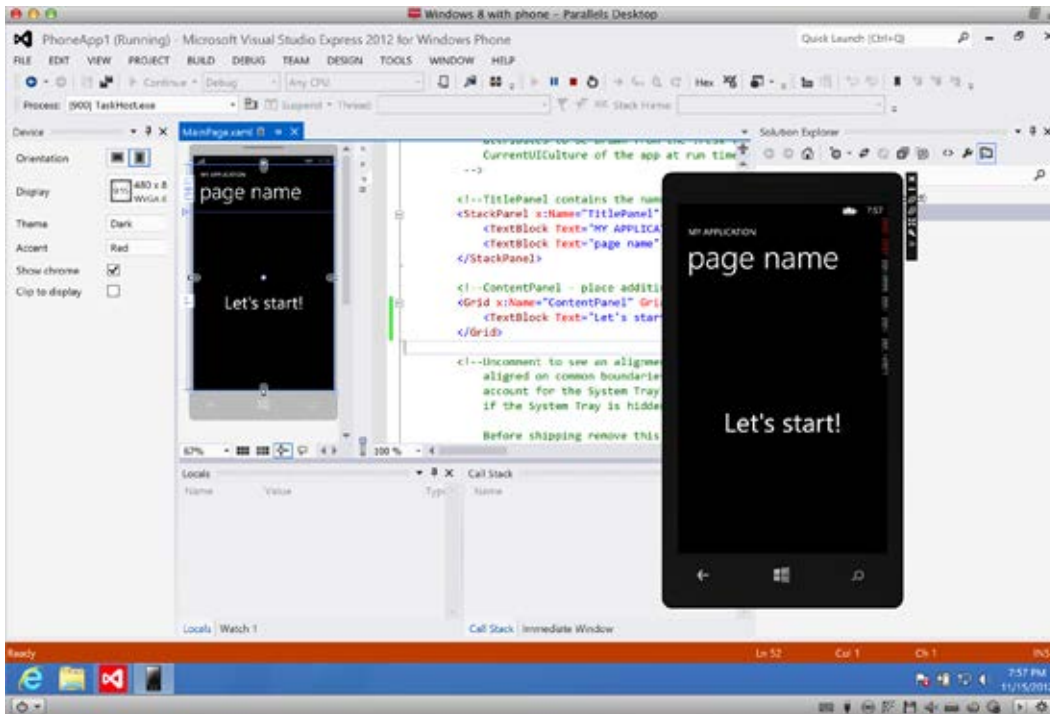 Windows 8 with phone - Parallels Desktop
PhoneApp1 (Running) - Microsoft Visual Studio Express 2012 for Windows Phone
Quick Launch (Ctrl+Q)
FILE EDIT VIEW PROJECT BUILD DEBUG TEAM DESIGN TOOLS WINDOW HELP
Continue Debug Any CPU Hex
Process: [900] TaskHost.exe Suspend Thread: Stack Frame:
Device
Orientation
Display 480 x 8
WVGA
Theme Dark
Accent Red
Show chrome
Clip to display
MainPage.xaml
MY APPLICATION
page name
Let's start!
67%
CurrentUICulture of the app at run time
-->
<!--TitlePanel contains the nam
<StackPanel x:Name="TitlePanel"
<TextBlock Text="MY APPLICA
<TextBlock Text="page name"
</StackPanel>
<!--ContentPanel - place additi
<Grid x:Name="ContentPanel" Gri
<TextBlock Text="Let's star
</Grid>
<!--Uncomment to see an alignme
aligned on common boundarie
account for the System Tray
if the System Tray is hidde
Before shipping remove this
100 %
Solution Explorer
7:57
MY APPLICATION
page name
Let's start!
Locals
Name Value Type
Locals Watch 1
Call Stack
Name
Call Stack Immediate Window
Ready Ln 52 Col 1 Ch 1 INS
7:57 PM
11/15/201